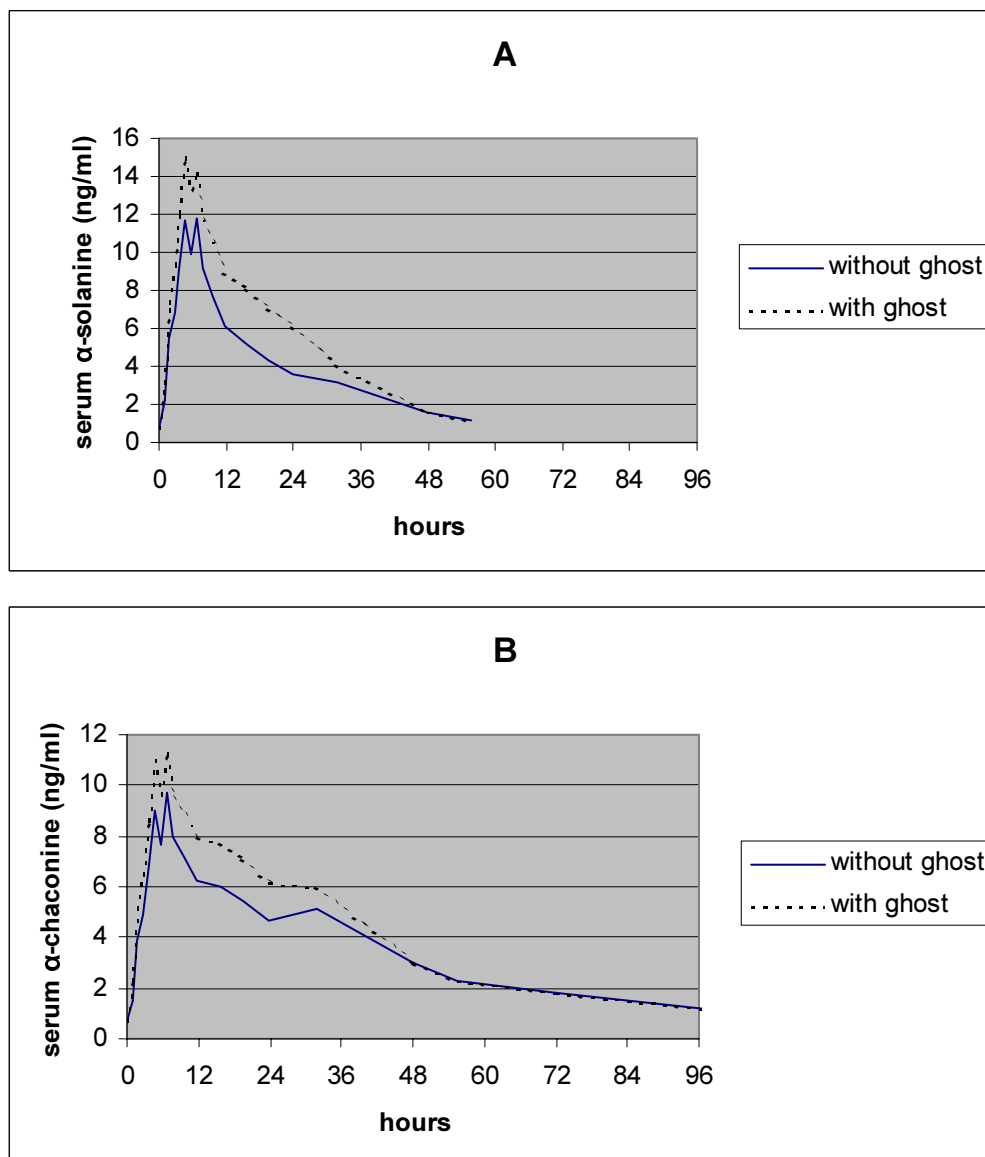 A
serum α-solanine (ng/ml)
16
14
12
10
8
6
4
2
0
0 12 24 36 48 60 72 84 96
hours
without ghost
with ghost
B
serum α-chaconine (ng/ml)
12
10
8
6
4
2
0
0 12 24 36 48 60 72 84 96
hours
without ghost
with ghost